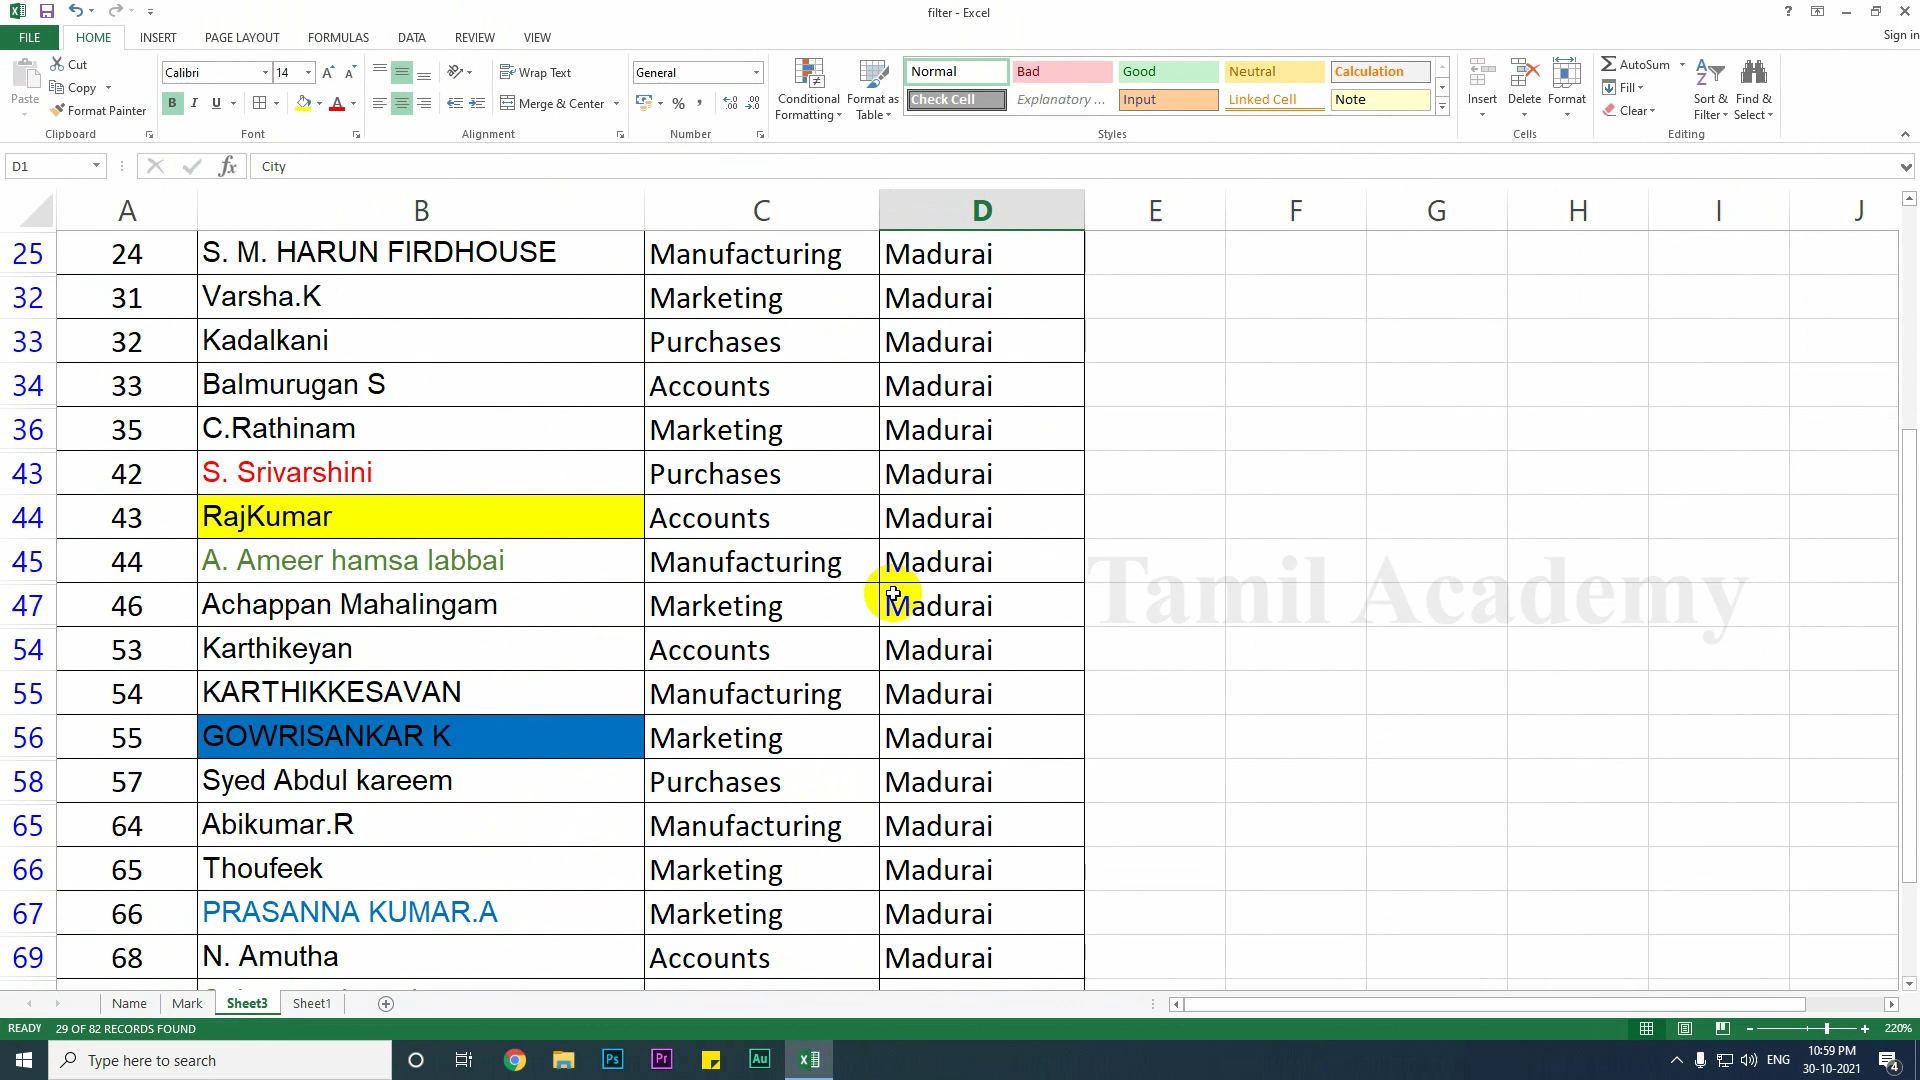 filter - Excel
? Sign in
FILE HOME INSERT PAGE LAYOUT FORMULAS DATA REVIEW VIEW
Paste Cut Copy Format Painter Clipboard
Calibri 14 A A B I U A Font
Wrap Text Merge & Center Alignment
General % , Number
Conditional Formatting Format as Table
Normal Bad Good Neutral Calculation
Check Cell Explanatory ... Input Linked Cell Note
Styles
Insert Delete Format Cells
AutoSum Fill Clear Sort & Filter Find & Select Editing
D1 fx City
A B C D E F G H I J
25 24 S. M. HARUN FIRDHOUSE Manufacturing Madurai
32 31 Varsha.K Marketing Madurai
33 32 Kadalkani Purchases Madurai
34 33 Balmurugan S Accounts Madurai
36 35 C.Rathinam Marketing Madurai
43 42 S. Srivarshini Purchases Madurai
44 43 RajKumar Accounts Madurai
45 44 A. Ameer hamsa labbai Manufacturing Madurai
47 46 Achappan Mahalingam Marketing Madurai
Tamil Academy
54 53 Karthikeyan Accounts Madurai
55 54 KARTHIKKESAVAN Manufacturing Madurai
56 55 GOWRISANKAR K Marketing Madurai
58 57 Syed Abdul kareem Purchases Madurai
65 64 Abikumar.R Manufacturing Madurai
66 65 Thoufeek Marketing Madurai
67 66 PRASANNA KUMAR.A Marketing Madurai
69 68 N. Amutha Accounts Madurai
Name Mark Sheet3 Sheet1
READY 29 OF 82 RECORDS FOUND 220%
Type here to search Ps Pr Au ENG 10:59 PM
30-10-2021 4